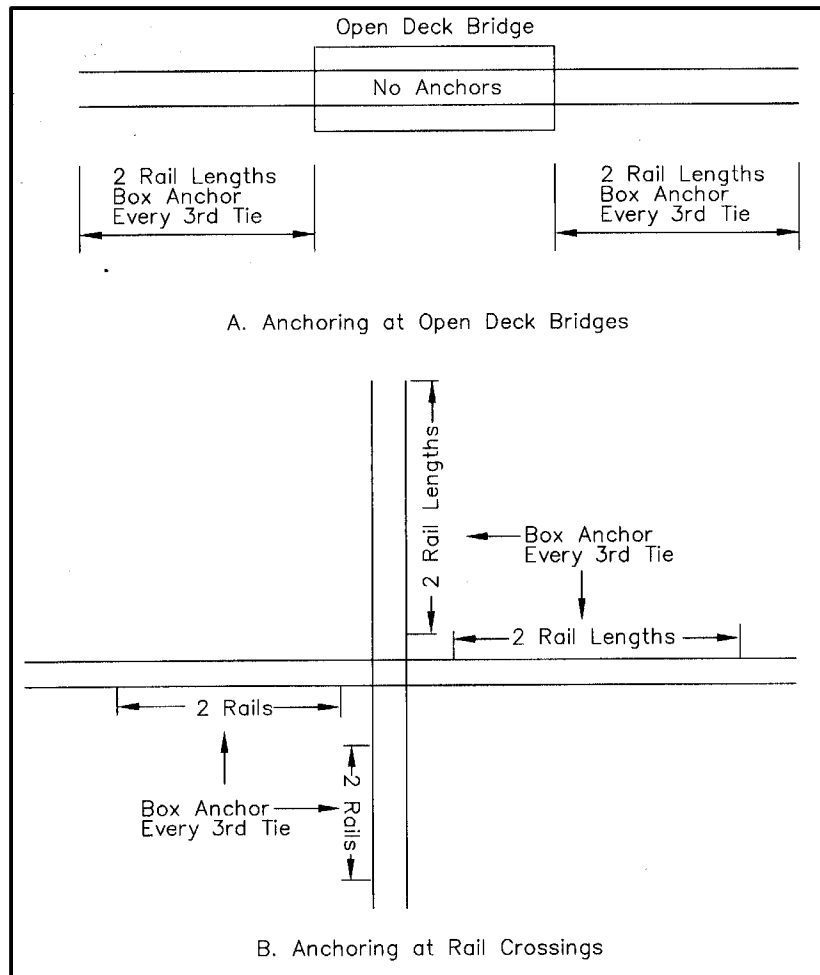 Open Deck Bridge
No Anchors
2 Rail Lengths
Box Anchor
Every 3rd Tie
2 Rail Lengths
Box Anchor
Every 3rd Tie
A. Anchoring at Open Deck Bridges
2 Rail Lengths
Box Anchor
Every 3rd Tie
2 Rail Lengths
2 Rails
2 Rails
Box Anchor
Every 3rd Tie
B. Anchoring at Rail Crossings